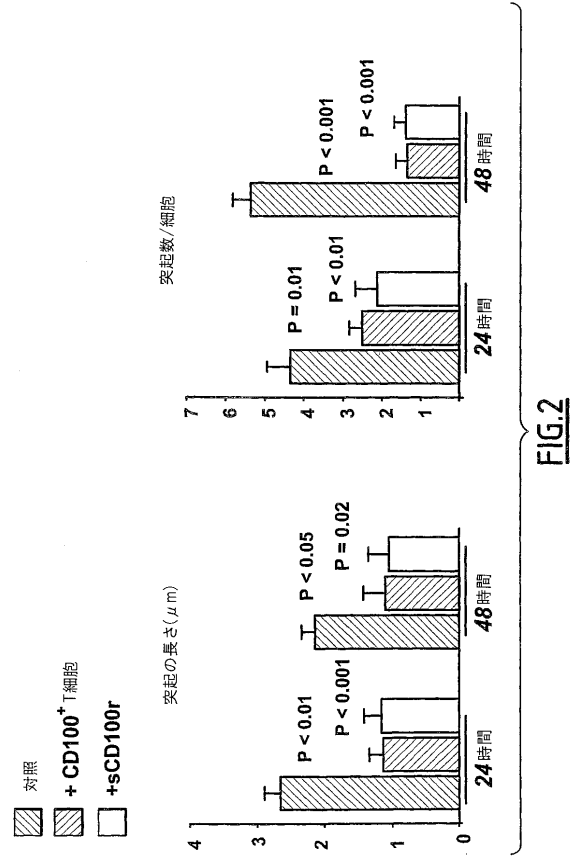 対照
+ CD100+ T細胞
+sCD100r
突起の長さ(μm)
4
3
2
1
0
P < 0.01
P < 0.001
24時間
P < 0.05
P = 0.02
48時間
突起数/細胞
7
6
5
4
3
2
1
P = 0.01
P < 0.01
24時間
P < 0.001
P < 0.001
48時間
FIG.2